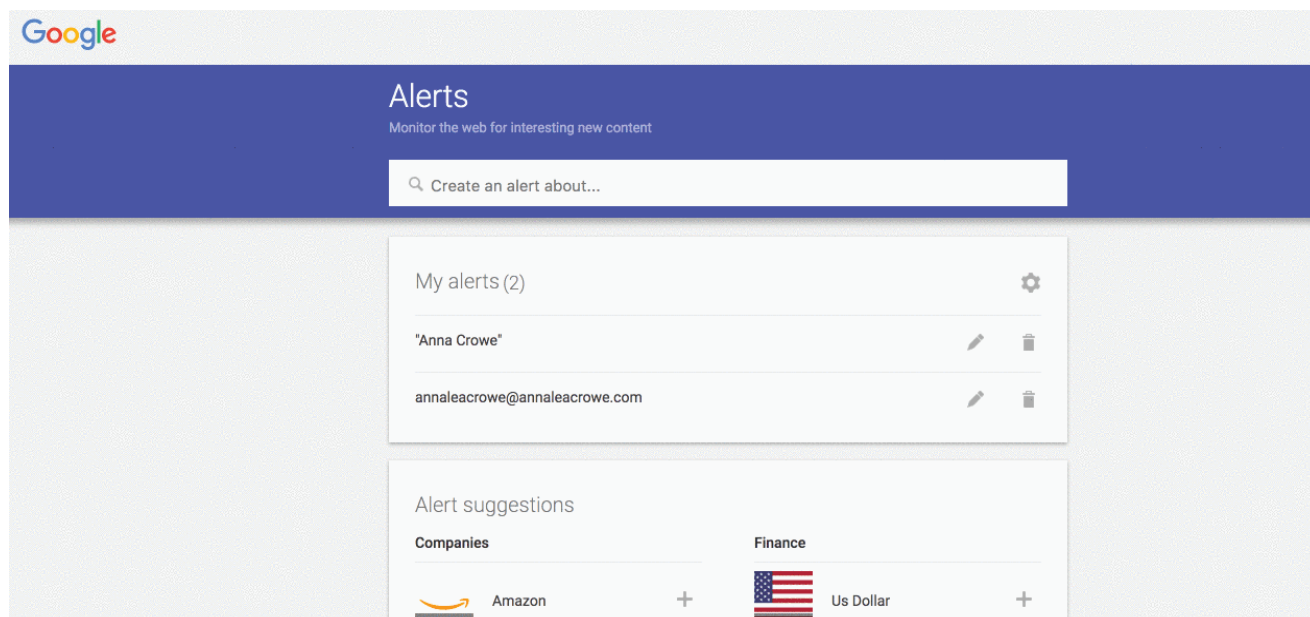 Google
Alerts
Monitor the web for interesting new content
Create an alert about...
My alerts (2)
"Anna Crowe"
annaleacrowe@annaleacrowe.com
Alert suggestions
Companies
Finance
Amazon
Us Dollar